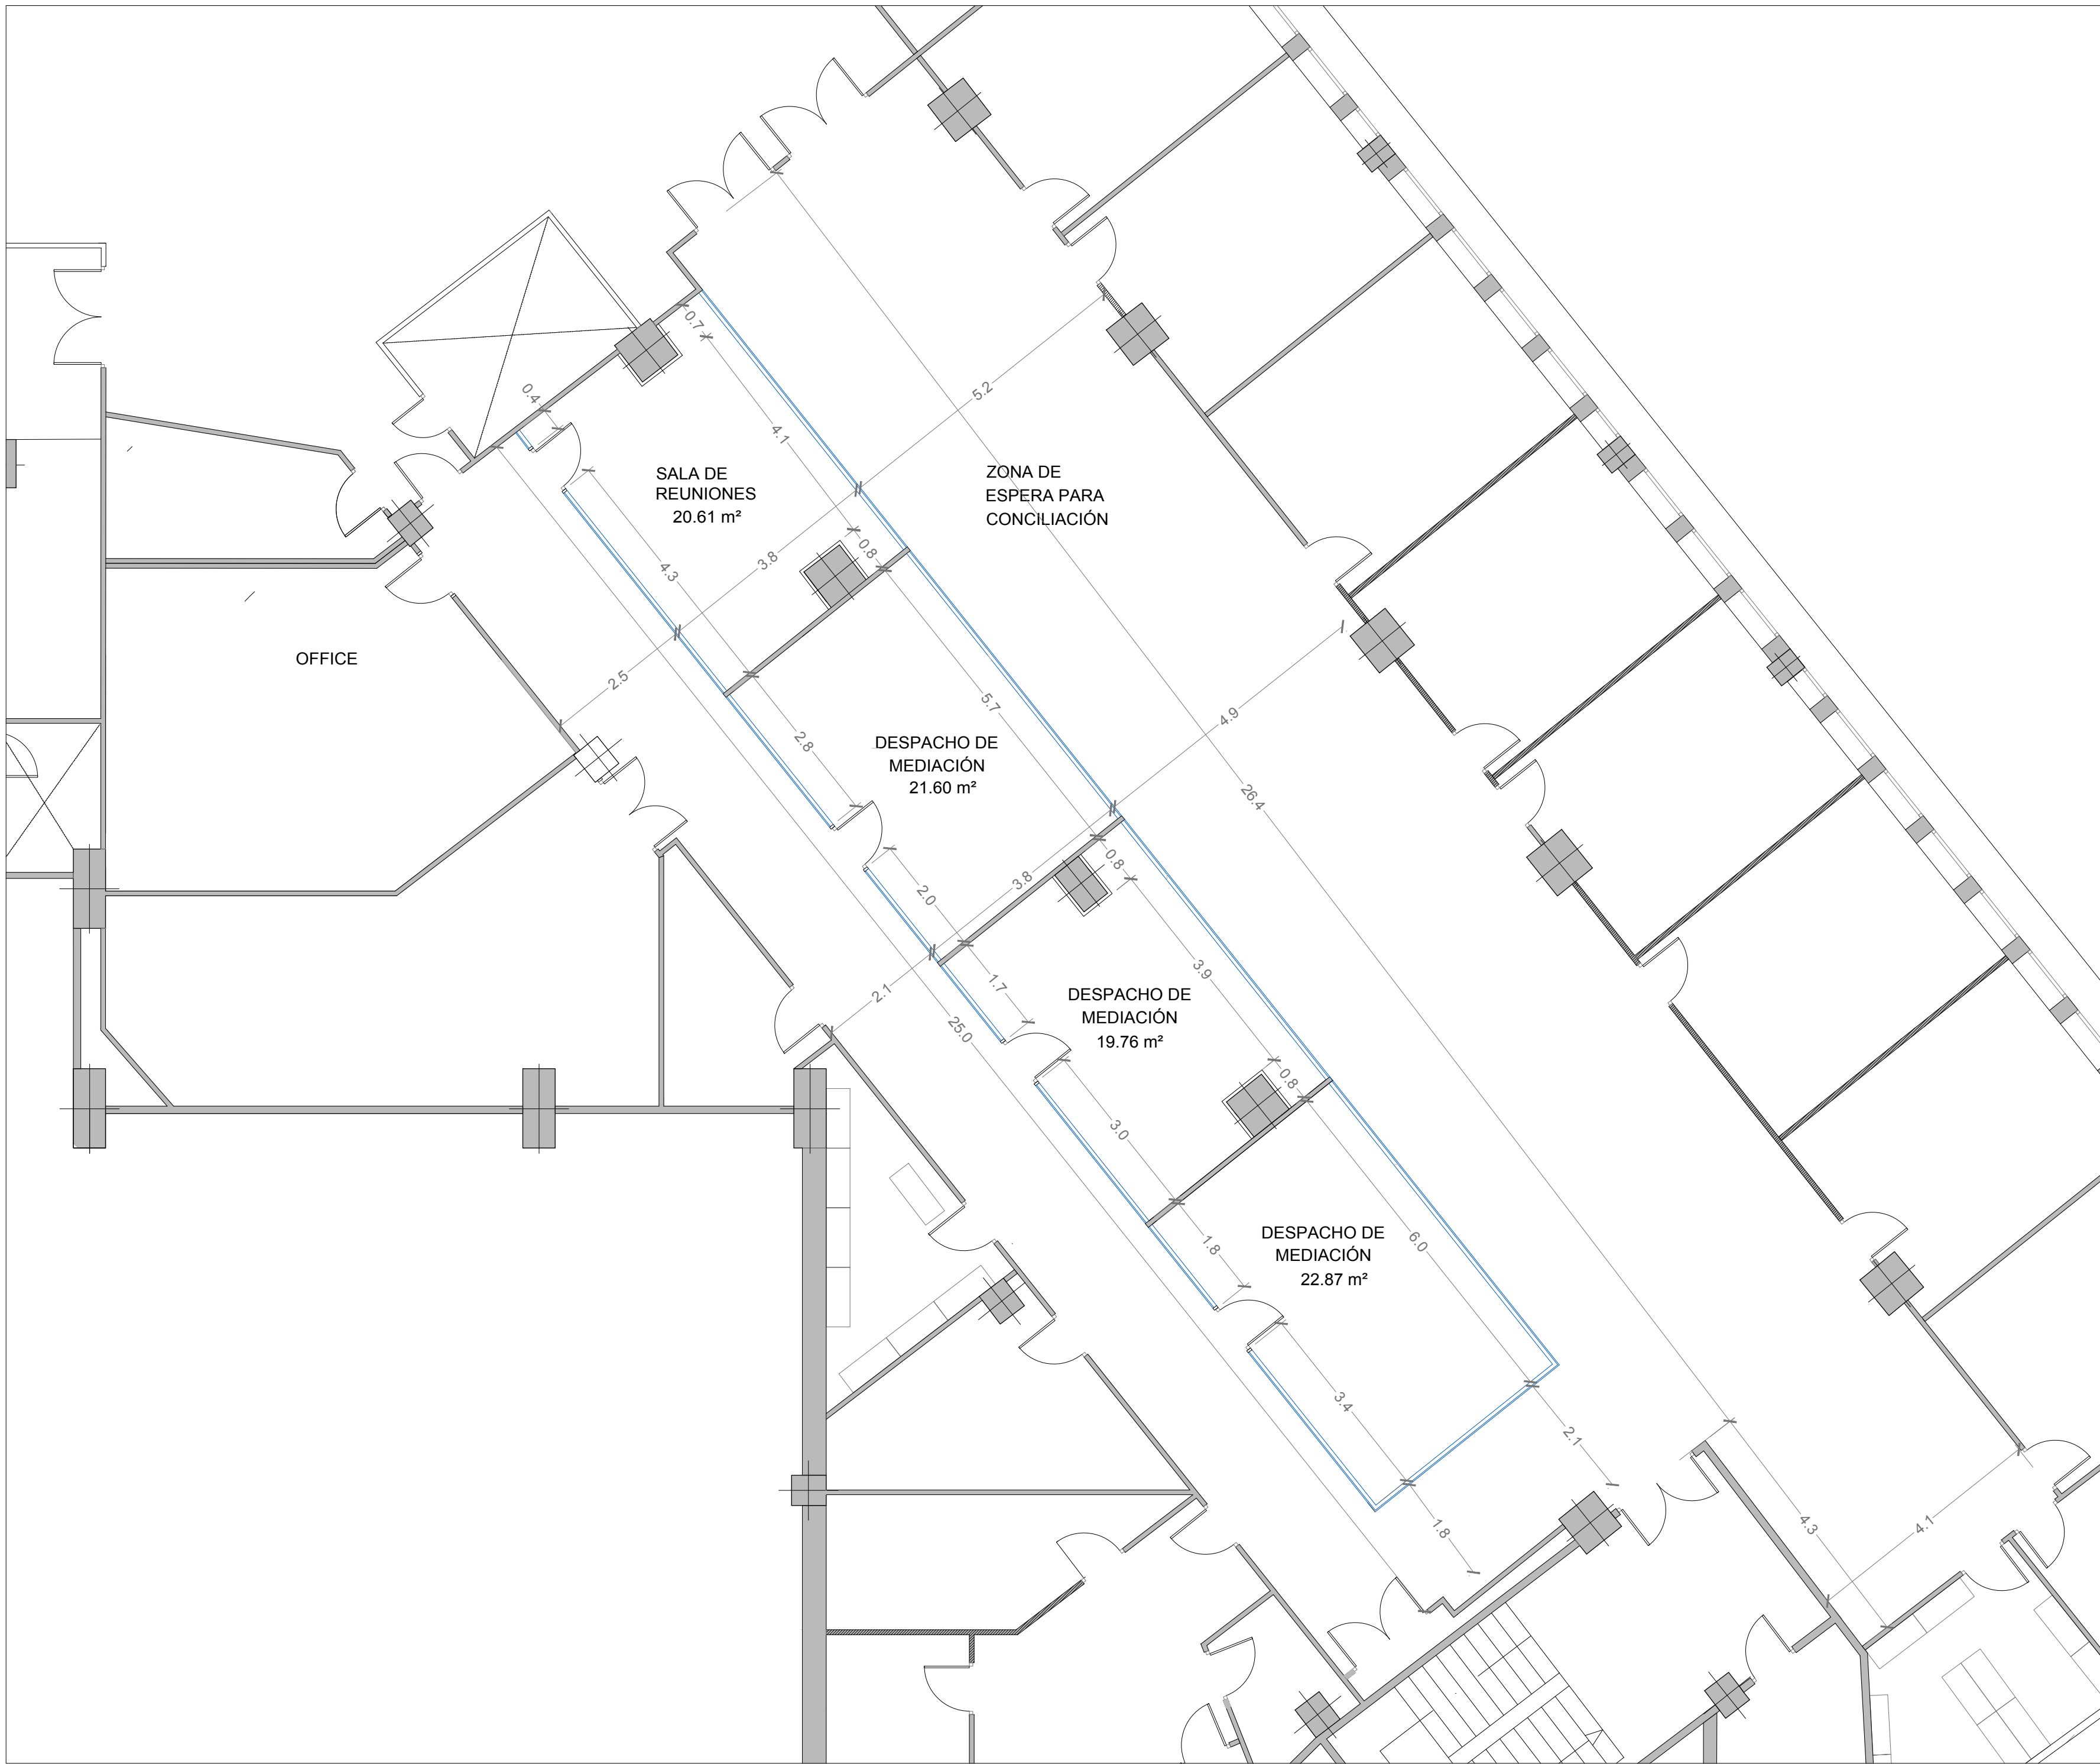 0.7
0.4
5.2
4.1
SALA DE
REUNIONES
20.61 m²
ZONA DE
ESPERA PARA
CONCILIACIÓN
0.8
3.8
4.3
OFFICE
2.5
5.7
4.9
2.8
DESPACHO DE
MEDIACIÓN
21.60 m²
26.4
0.8
3.8
2.0
3.9
1.7
2.1
25.0
DESPACHO DE
MEDIACIÓN
19.76 m²
0.8
3.0
6.0
1.8
DESPACHO DE
MEDIACIÓN
22.87 m²
3.4
2.1
1.8
4.3
4.1